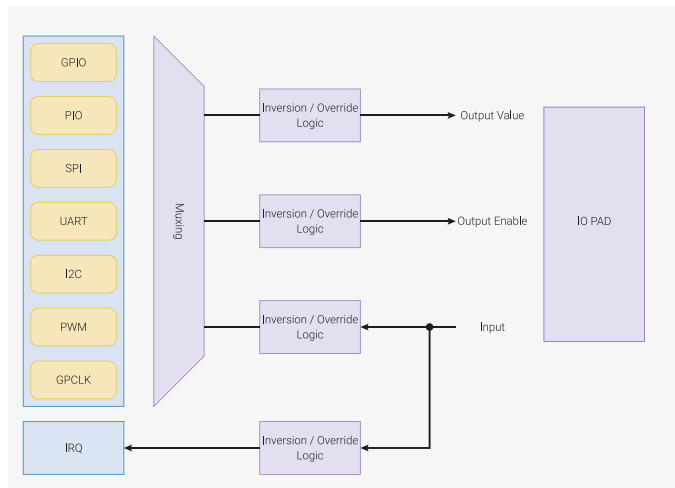 GPIO
PIO
SPI
UART
I2C
PWM
GPCLK
IRQ
Muxing
Inversion / Override
Logic
Output Value
Inversion / Override
Logic
Output Enable
Inversion / Override
Logic
Input
Inversion / Override
Logic
IO PAD